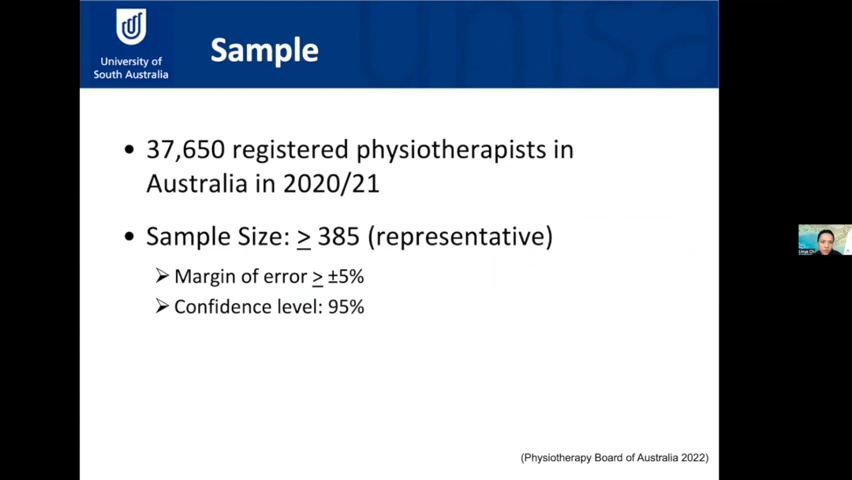 University of
South Australia
Sample
• 37,650 registered physiotherapists in
Australia in 2020/21
• Sample Size: ≥ 385 (representative)
➢ Margin of error ≥ ±5%
➢ Confidence level: 95%
(Physiotherapy Board of Australia 2022)